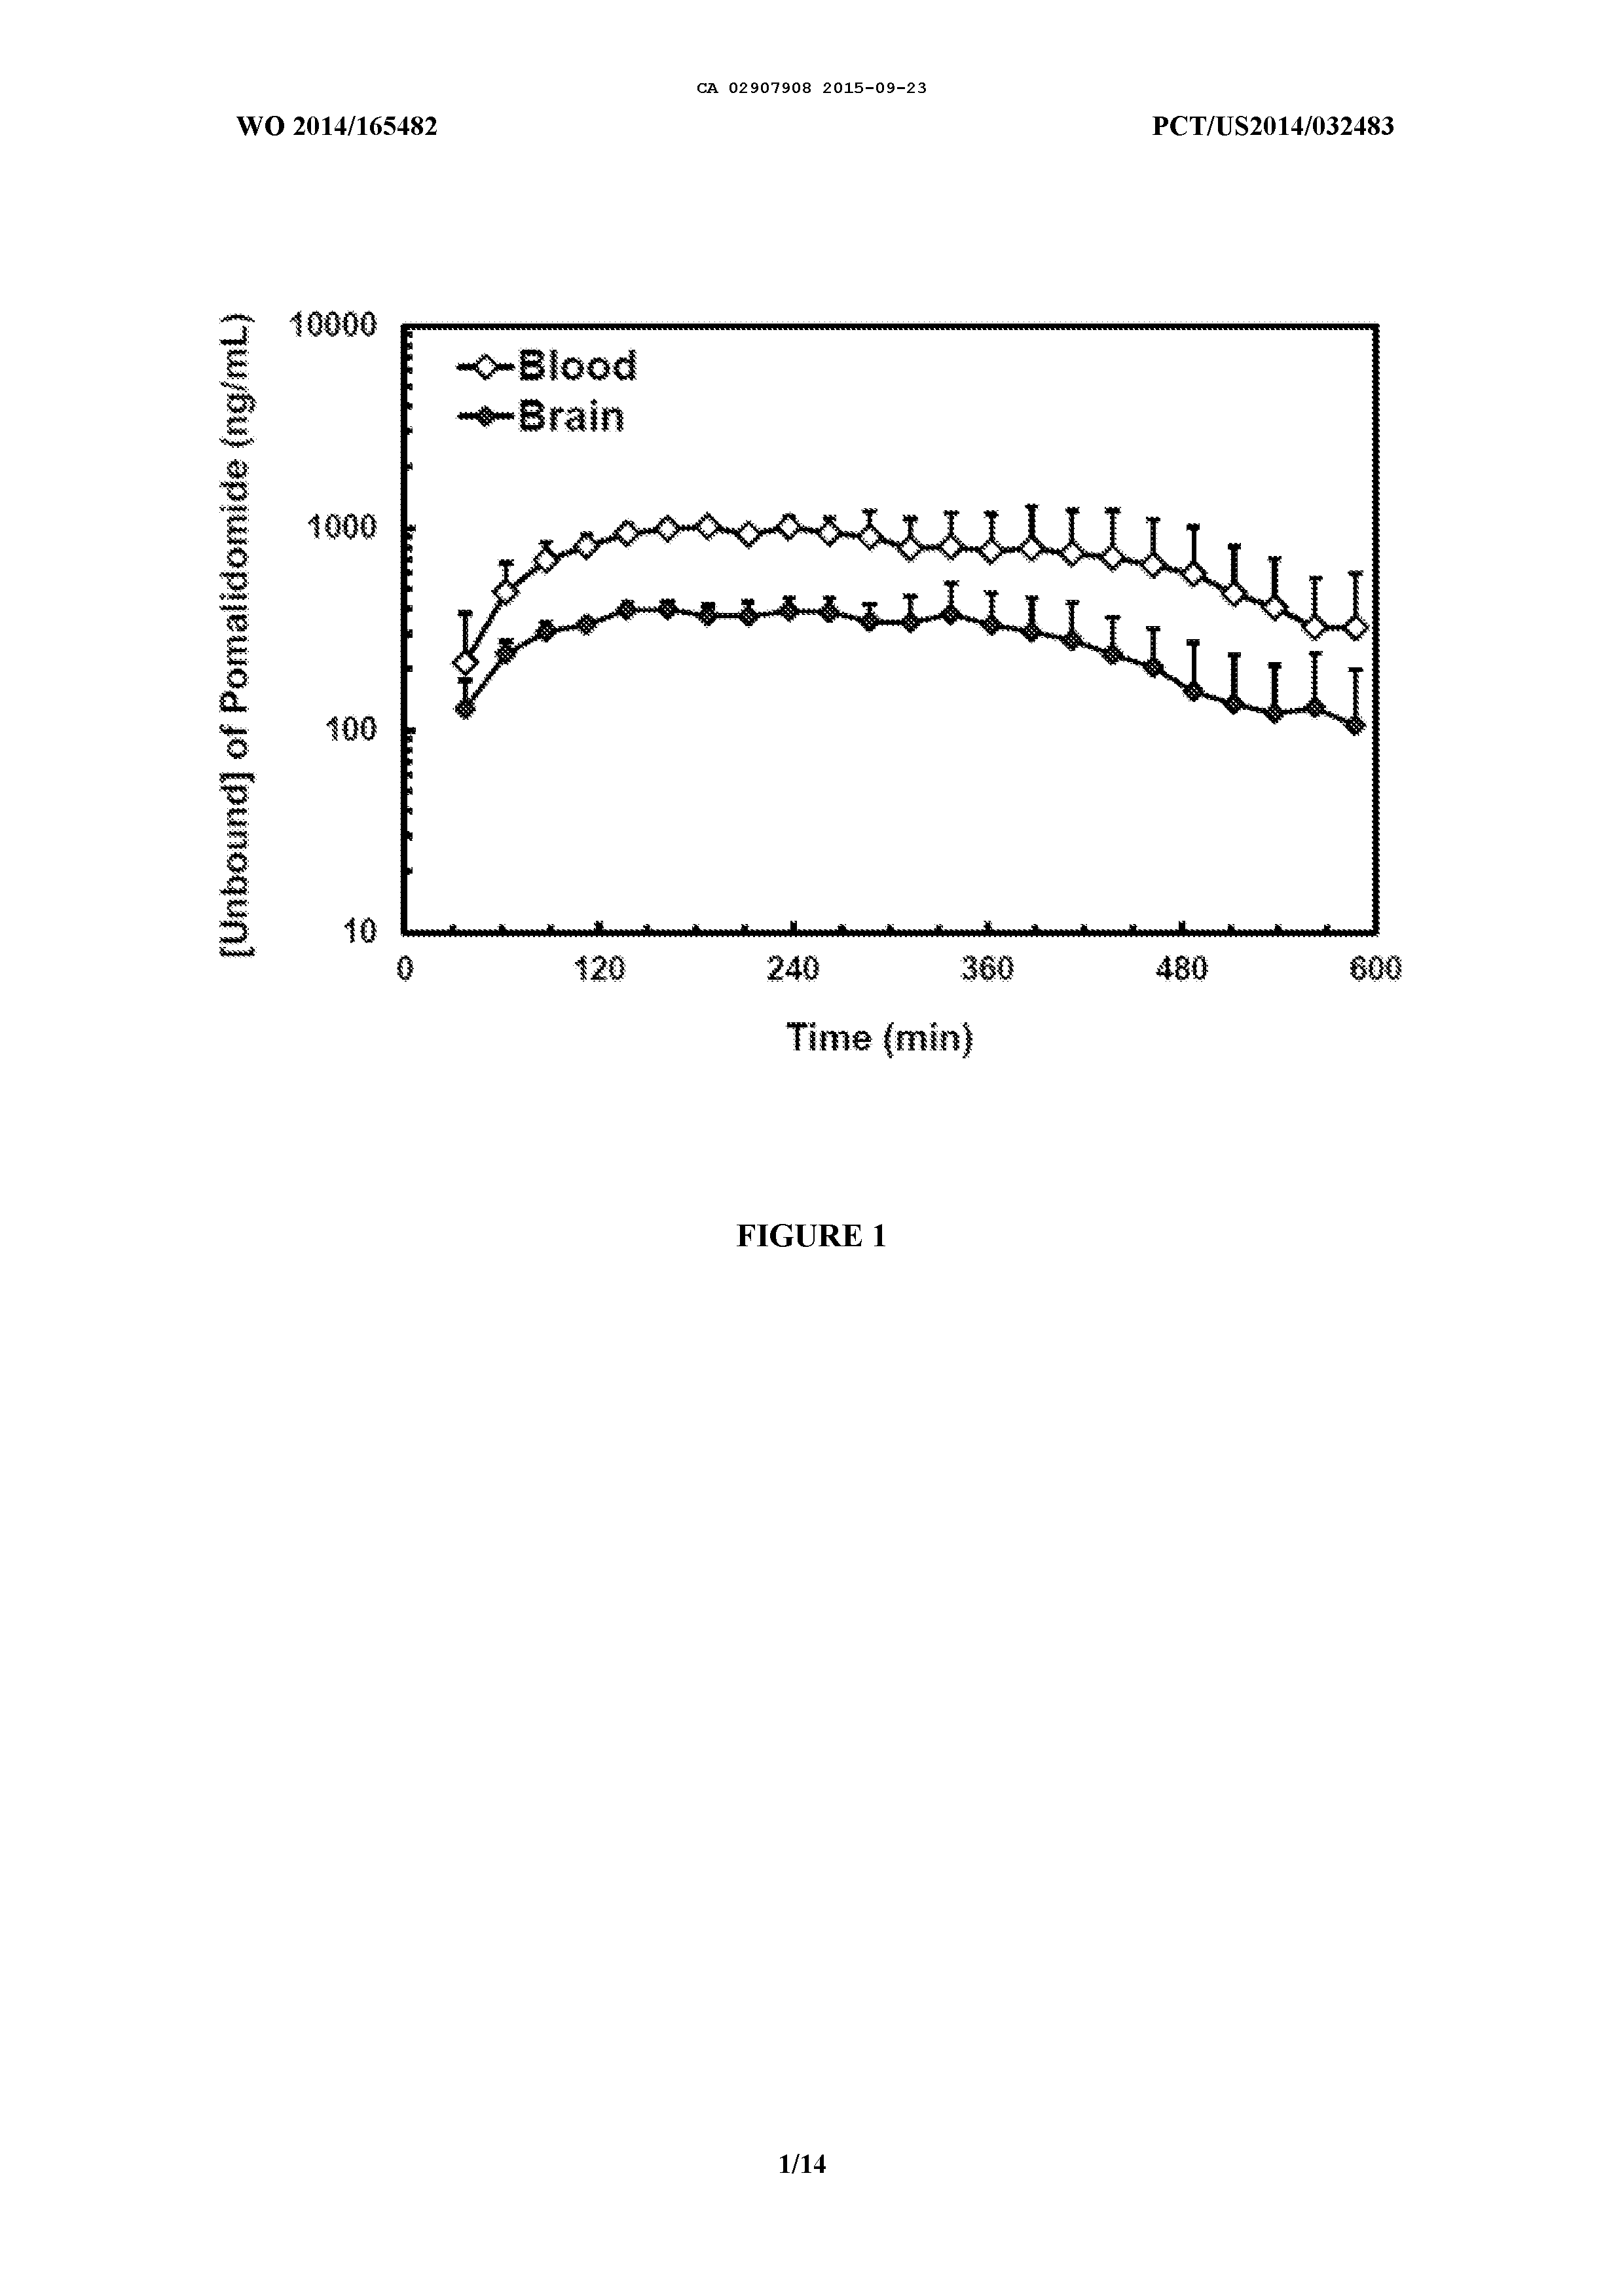 CA 02907908 2015-09-23
WO 2014/165482 PCT/US2014/032483
[Unbound] of Pomalidomide (ng/mL)
10000
Blood
Brain
1000
100
10
0 120 240 360 480 600
Time (min)
FIGURE 1
1/14